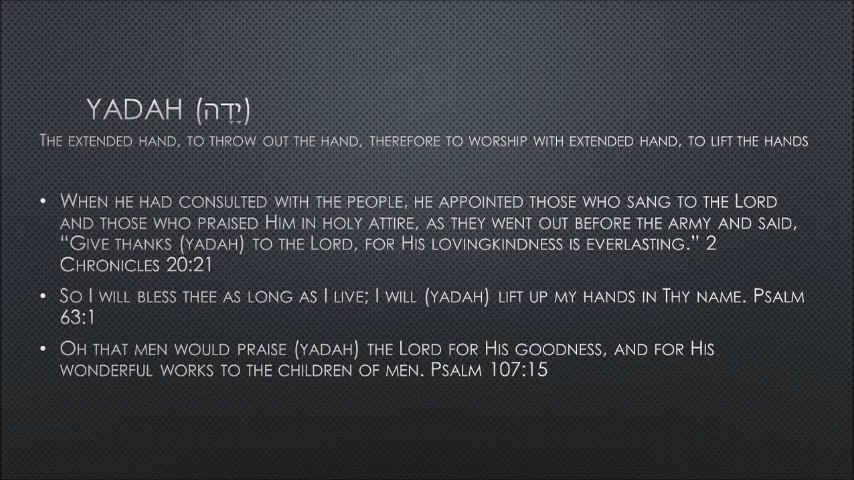 YADAH (יָדָה)
THE EXTENDED HAND, TO THROW OUT THE HAND, THEREFORE TO WORSHIP WITH EXTENDED HAND, TO LIFT THE HANDS
• WHEN HE HAD CONSULTED WITH THE PEOPLE, HE APPOINTED THOSE WHO SANG TO THE LORD
AND THOSE WHO PRAISED HIM IN HOLY ATTIRE, AS THEY WENT OUT BEFORE THE ARMY AND SAID,
“GIVE THANKS (YADAH) TO THE LORD, FOR HIS LOVINGKINDNESS IS EVERLASTING.” 2
CHRONICLES 20:21
• SO I WILL BLESS THEE AS LONG AS I LIVE; I WILL (YADAH) LIFT UP MY HANDS IN THY NAME. PSALM
63:1
• OH THAT MEN WOULD PRAISE (YADAH) THE LORD FOR HIS GOODNESS, AND FOR HIS
WONDERFUL WORKS TO THE CHILDREN OF MEN. PSALM 107:15